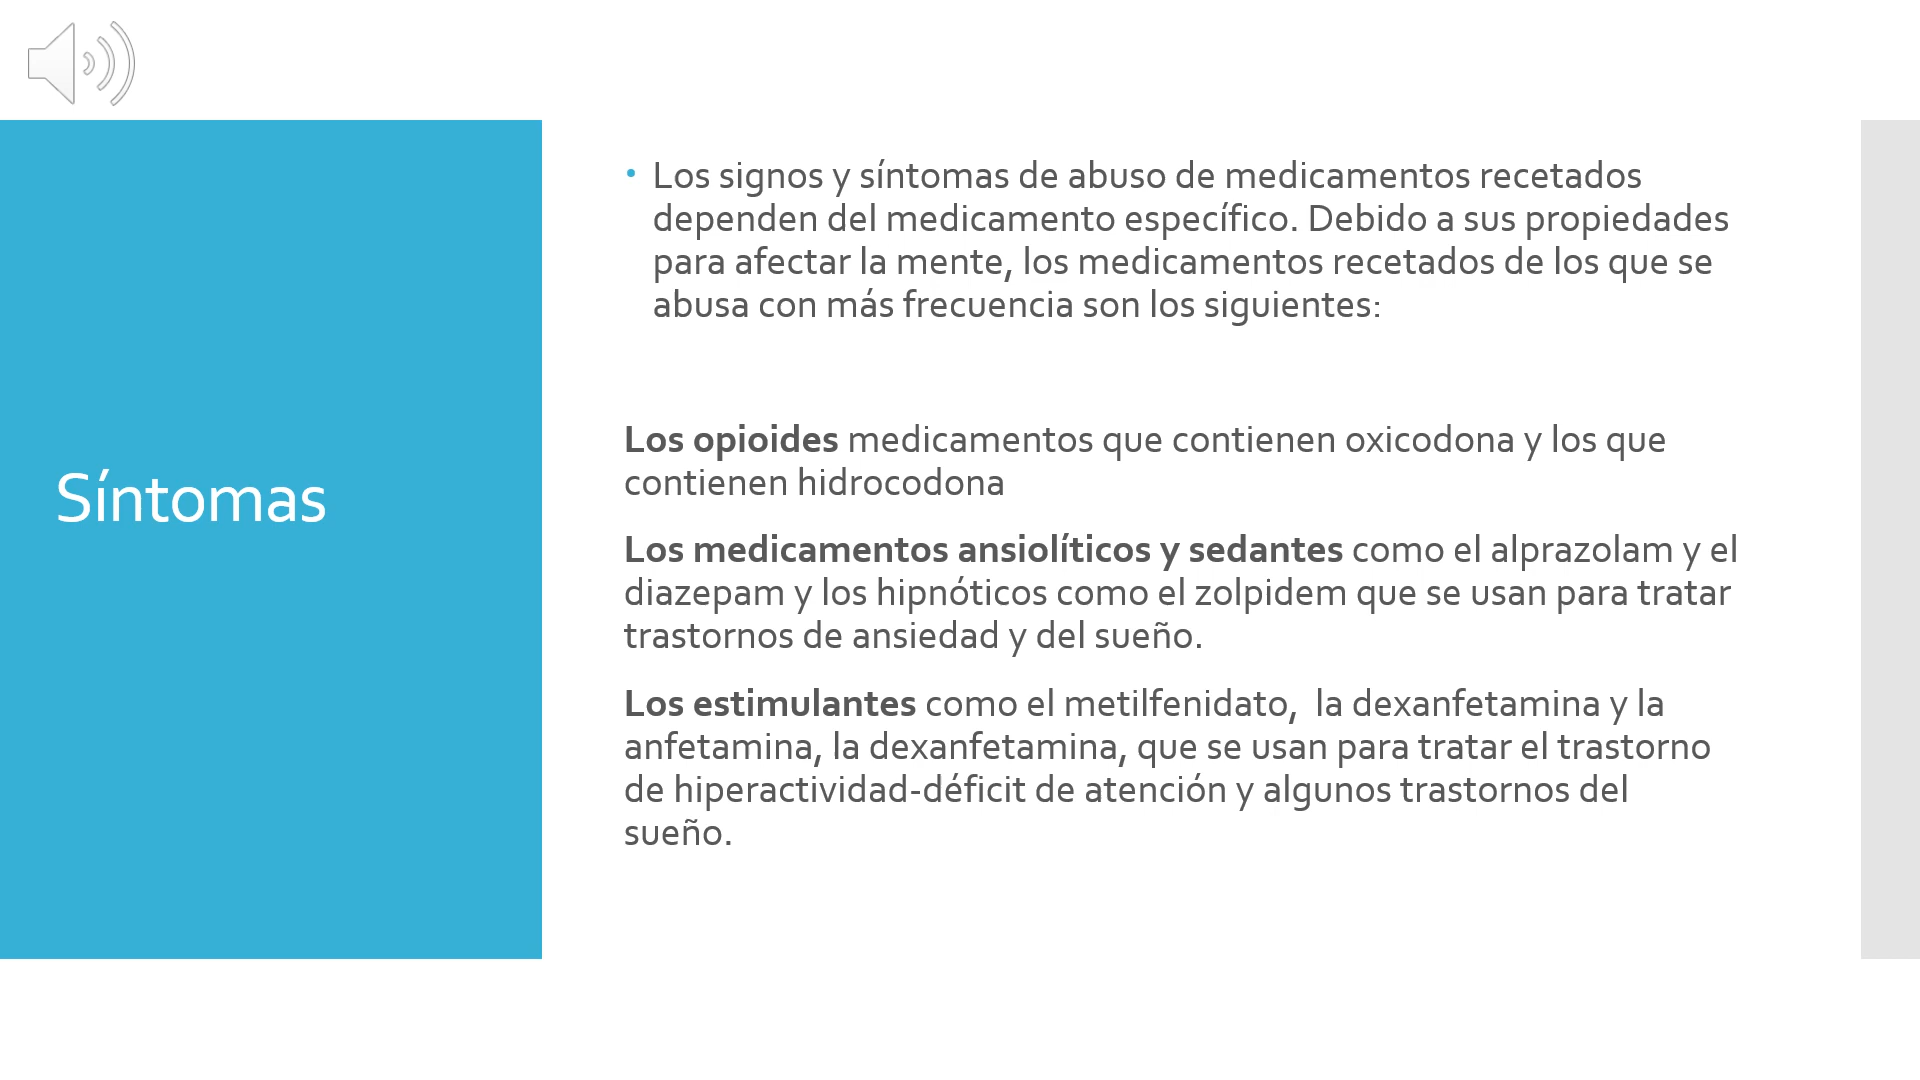 Síntomas
• Los signos y síntomas de abuso de medicamentos recetados
dependen del medicamento específico. Debido a sus propiedades
para afectar la mente, los medicamentos recetados de los que se
abusa con más frecuencia son los siguientes:
Los opioides medicamentos que contienen oxicodona y los que
contienen hidrocodona
Los medicamentos ansiolíticos y sedantes como el alprazolam y el
diazepam y los hipnóticos como el zolpidem que se usan para tratar
trastornos de ansiedad y del sueño.
Los estimulantes como el metilfenidato,  la dexanfetamina y la
anfetamina, la dexanfetamina, que se usan para tratar el trastorno
de hiperactividad-déficit de atención y algunos trastornos del
sueño.